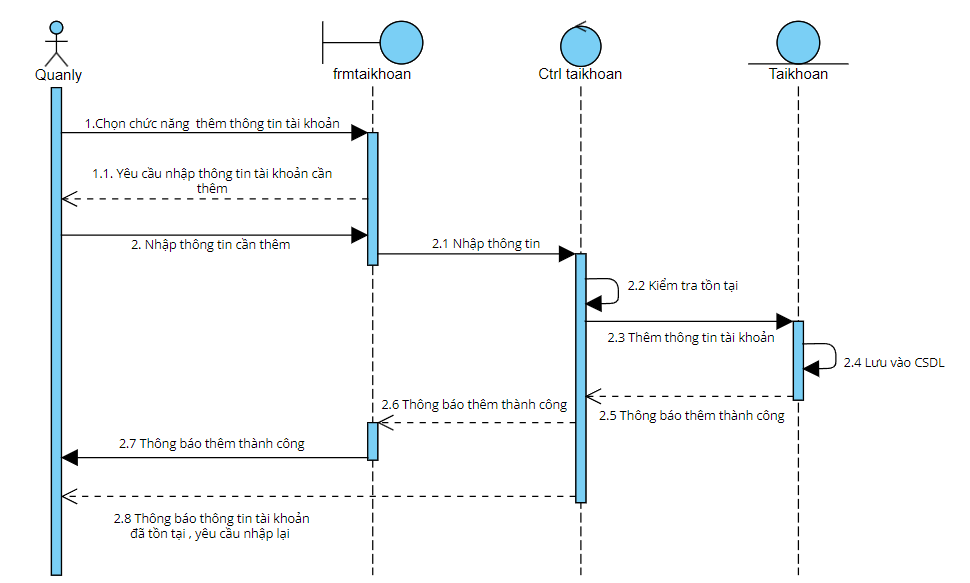 Quanly
frmtaikhoan
Ctrl taikhoan
Taikhoan
1.Chọn chức năng thêm thông tin tài khoản
1.1. Yêu cầu nhập thông tin tài khoản cần
thêm
2. Nhập thông tin cần thêm
2.1 Nhập thông tin
2.2 Kiểm tra tồn tại
2.3 Thêm thông tin tài khoản
2.4 Lưu vào CSDL
2.5 Thông báo thêm thành công
2.6 Thông báo thêm thành công
2.7 Thông báo thêm thành công
2.8 Thông báo thông tin tài khoản
đã tồn tại , yêu cầu nhập lại